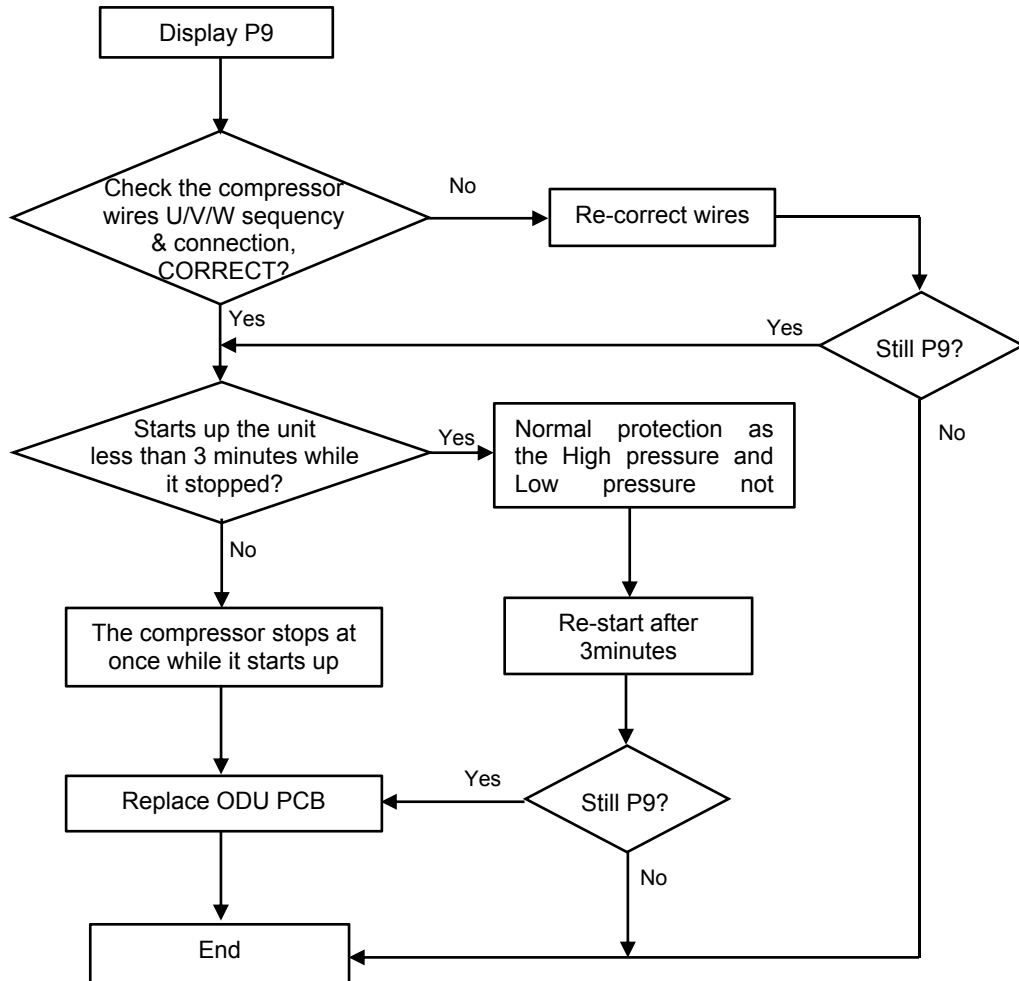 Display P9
Check the compressor
wires U/V/W sequency
& connection,
CORRECT?
No
Re-correct wires
Yes
Yes
Still P9?
No
Starts up the unit
less than 3 minutes while
it stopped?
Yes
Normal protection as
the High pressure and
Low pressure not
No
The compressor stops at
once while it starts up
Re-start after
3minutes
Replace ODU PCB
Yes
Still P9?
No
End